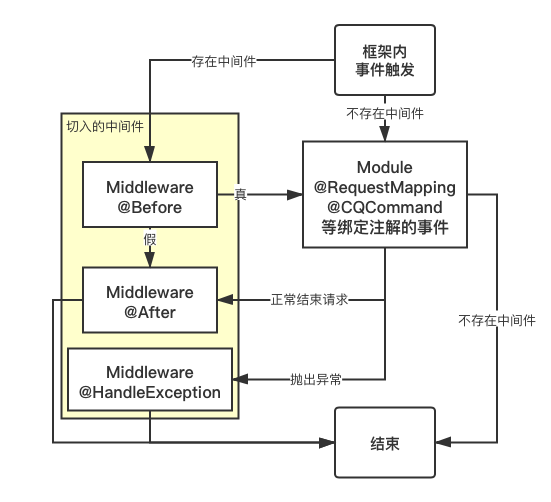 框架内
事件触发
存在中间件
不存在中间件
切入的中间件
Middleware
@Before
真
Module
@RequestMapping
@CQCommand
等绑定注解的事件
假
Middleware
@After
正常结束请求
不存在中间件
Middleware
@HandleException
抛出异常
结束